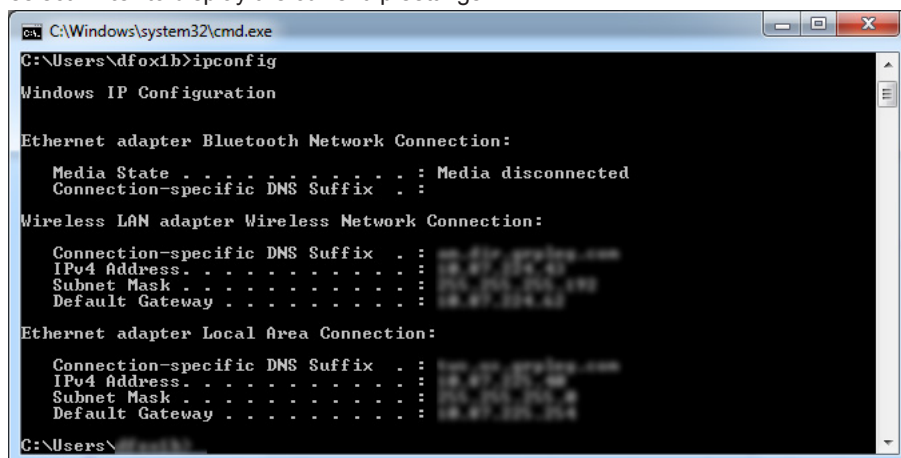 C:\Windows\system32\cmd.exe
C:\Users\dfox1b>ipconfig
Windows IP Configuration
Ethernet adapter Bluetooth Network Connection:
Media State . . . . . . . . . . . : Media disconnected
Connection-specific DNS Suffix  . :
Wireless LAN adapter Wireless Network Connection:
Connection-specific DNS Suffix  . :
IPv4 Address. . . . . . . . . . . :
Subnet Mask . . . . . . . . . . . :
Default Gateway . . . . . . . . . :
Ethernet adapter Local Area Connection:
Connection-specific DNS Suffix  . :
IPv4 Address. . . . . . . . . . . :
Subnet Mask . . . . . . . . . . . :
Default Gateway . . . . . . . . . :
C:\Users\